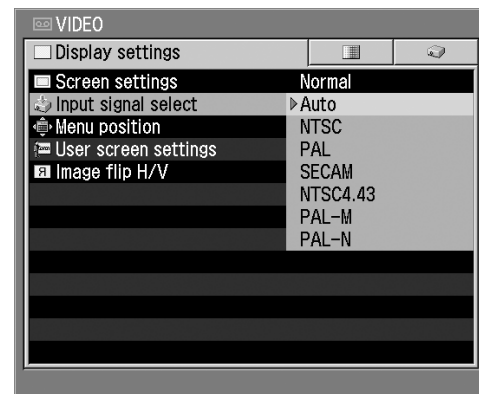 VIDEO
Display settings
Screen settings Normal
Input signal select Auto
Menu position NTSC
User screen settings PAL
Image flip H/V SECAM
NTSC4.43
PAL-M
PAL-N